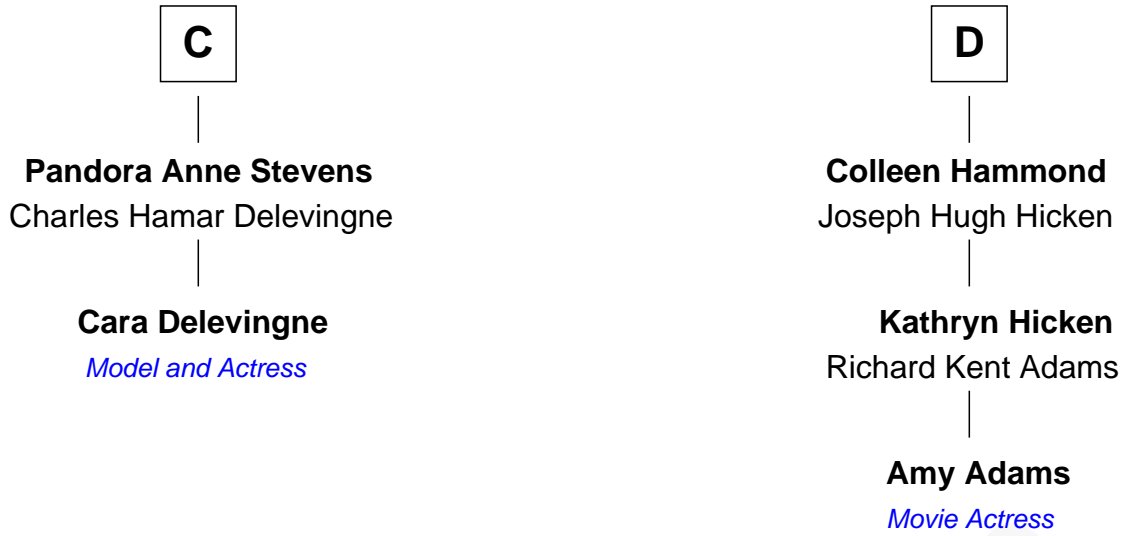 C
Pandora Anne Stevens
Charles Hamar Delevingne
Cara Delevingne
Model and Actress
D
Colleen Hammond
Joseph Hugh Hicken
Kathryn Hicken
Richard Kent Adams
Amy Adams
Movie Actress